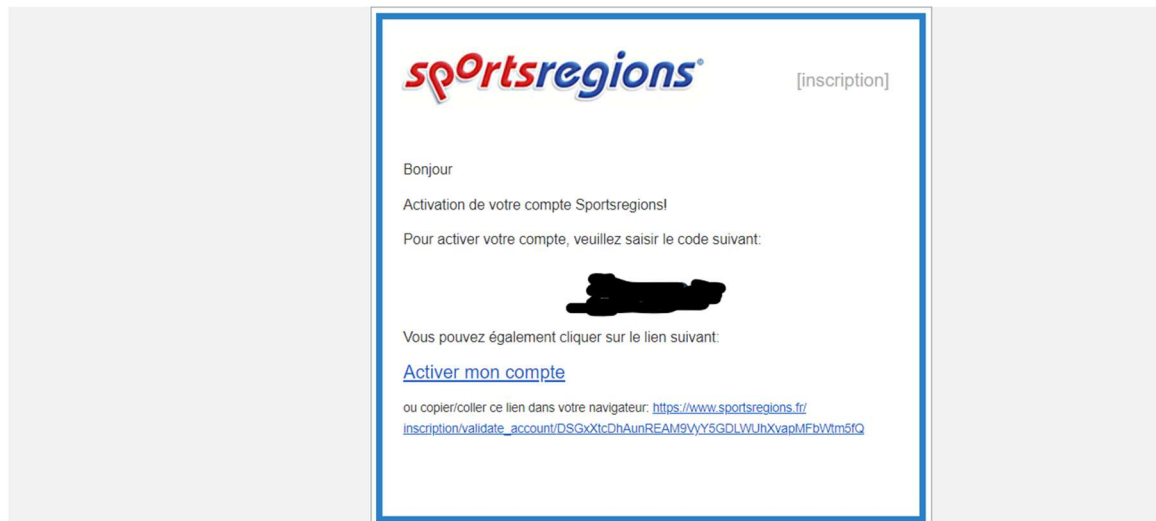 sportsregions®
[inscription]
Bonjour
Activation de votre compte Sportsregions!
Pour activer votre compte, veuillez saisir le code suivant:
Vous pouvez également cliquer sur le lien suivant:
Activer mon compte
ou copier/coller ce lien dans votre navigateur: https://www.sportsregions.fr/
inscription/validate_account/DSGxXtcDhAunREAM9VyY5GDLWUhXvapMFbWtm5fQ